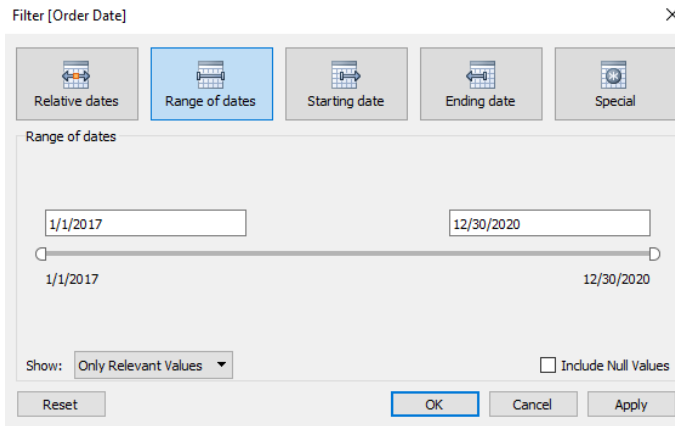 Filter [Order Date]
Relative dates
Range of dates
Starting date
Ending date
Special
Range of dates
1/1/2017
12/30/2020
1/1/2017
12/30/2020
Show:
Only Relevant Values
Include Null Values
Reset
OK
Cancel
Apply